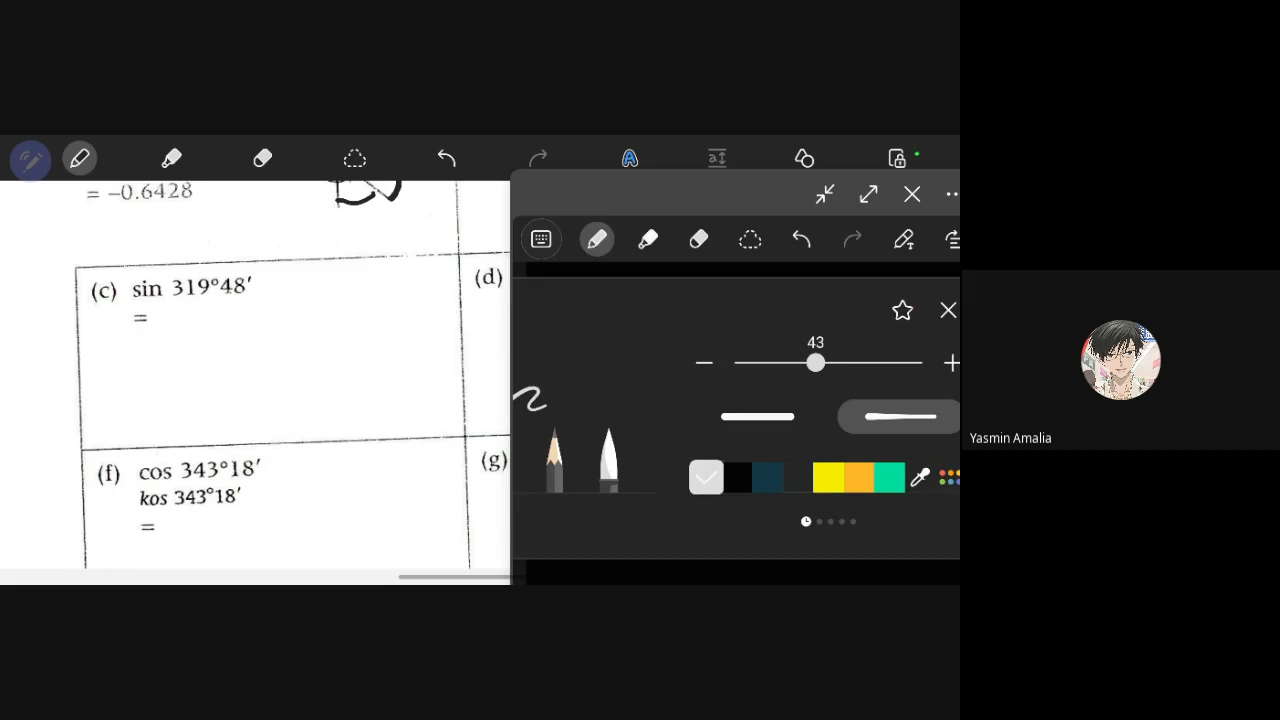 = −0.6428
(c) sin 319°48′
=
(d)
(f) cos 343°18′
kos 343°18′
=
(g)
43
Yasmin Amalia